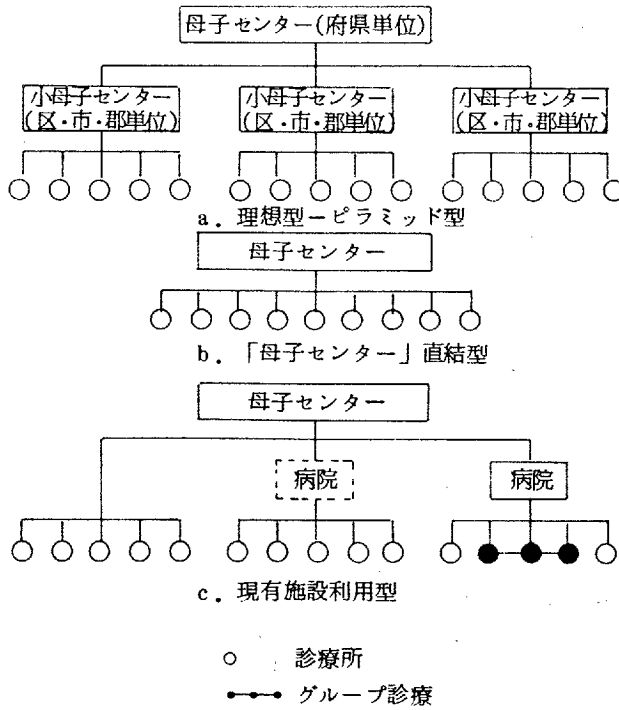 母子センター(府県単位)
小母子センター 小母子センター 小母子センター
(区・市・郡単位) (区・市・郡単位) (区・市・郡単位)
a．理想型－ピラミッド型
母子センター
b．「母子センター」直結型
母子センター
病院 病院
c．現有施設利用型
診療所
グループ診療